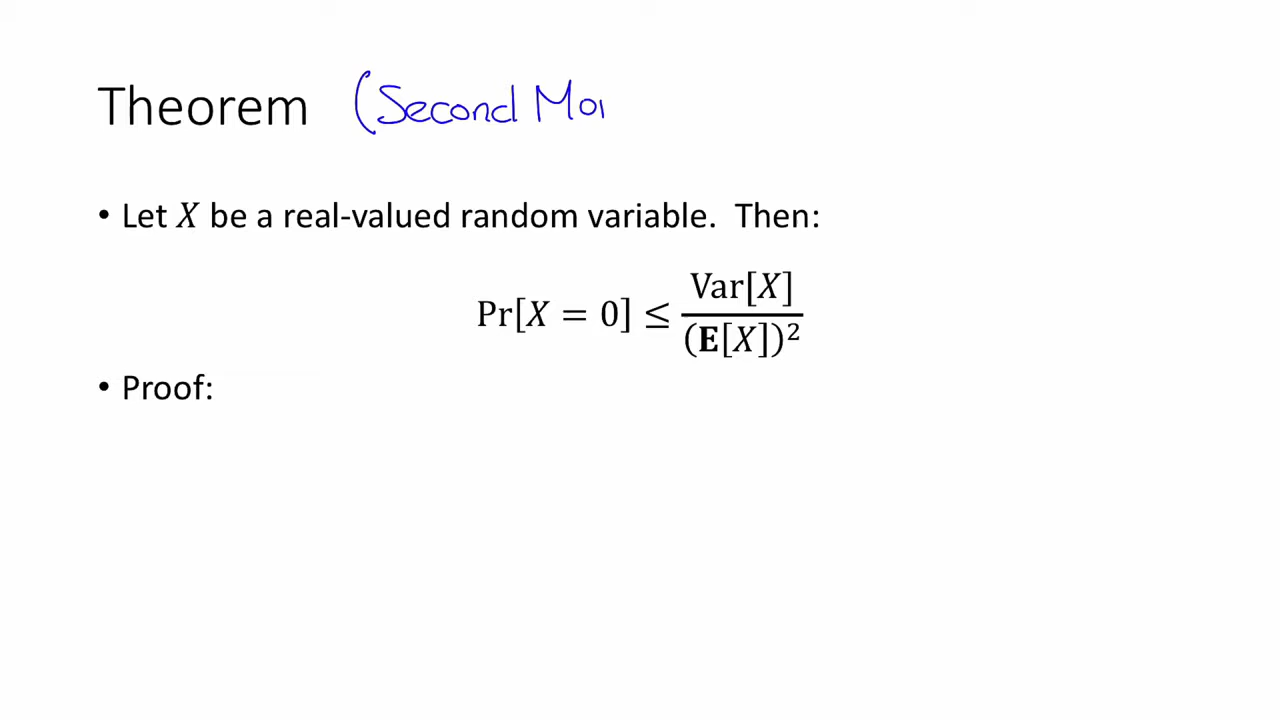 Theorem (Second Mo
• Let X be a real-valued random variable. Then:
Pr[X = 0] ≤ Var[X] / (E[X])²
• Proof: